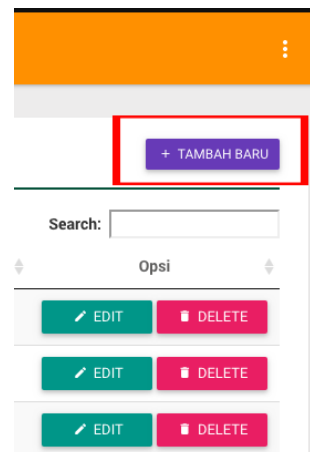 + TAMBAH BARU
Search:
Opsi
EDIT DELETE
EDIT DELETE
EDIT DELETE